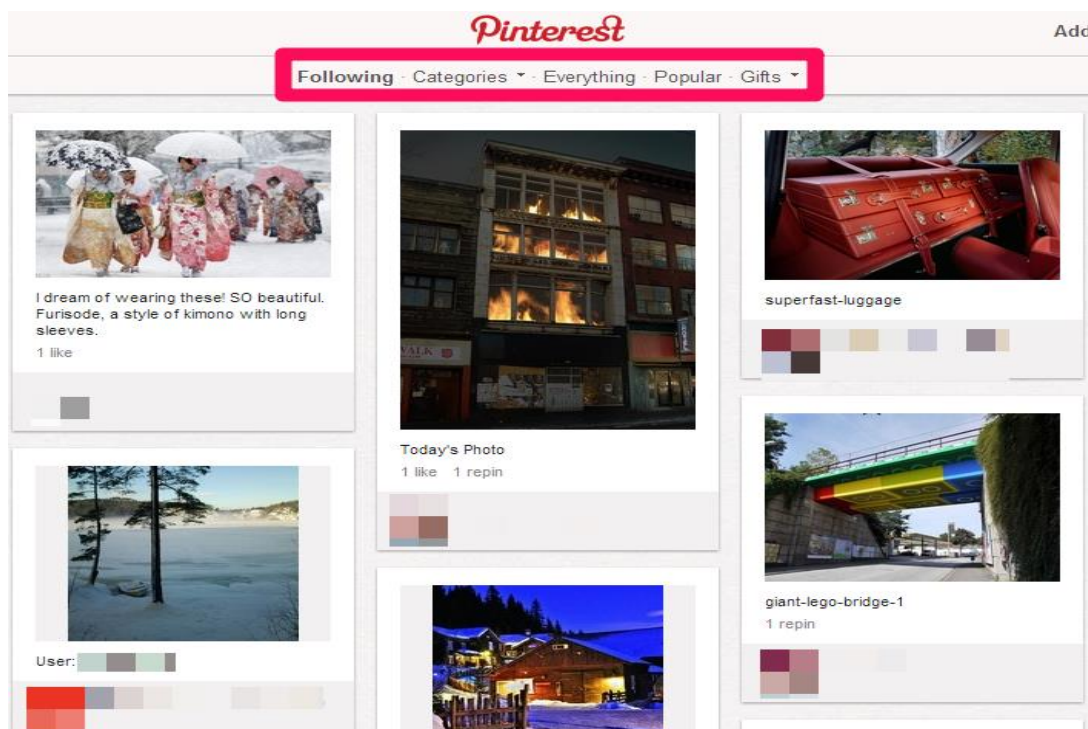 Pinterest
Add
Following · Categories · Everything · Popular · Gifts
I dream of wearing these! SO beautiful.
Furisode, a style of kimono with long
sleeves.
1 like
User:
WALK
Today's Photo
1 like 1 repin
superfast-luggage
giant-lego-bridge-1
1 repin